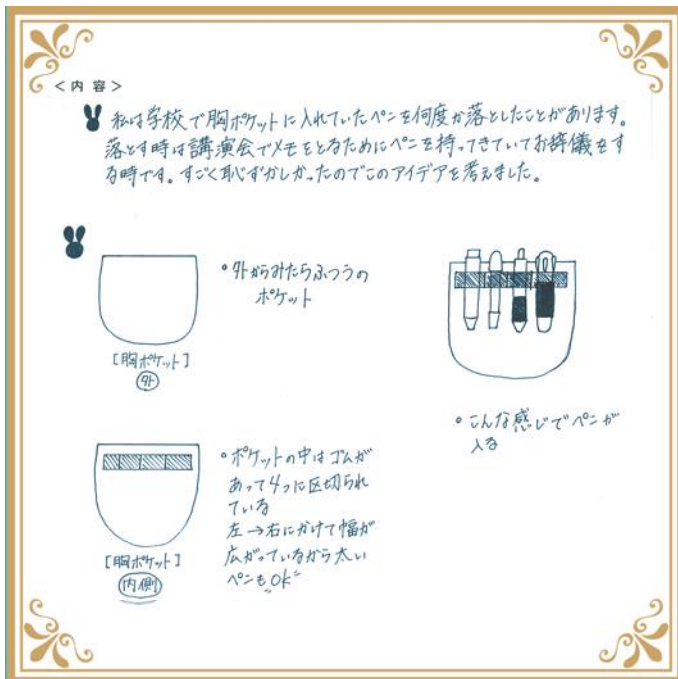 <内容>
私は学校で胸ポケットに入れていたペンを何度か落としたことがあります。
落とす時は講演会でメモをとるためにペンを持ってきていてお辞儀をす
る時です。すごく恥ずかしかったのでこのアイデアを考えました。
。外からみたらふつうの
ポケット
[胸ポケット]
外
。こんな感じでペンが
入る
。ポケットの中はゴムが
あって4つに区切られ
ている
左→右にかけて幅が
広がっているから太い
ペンも"OK"
[胸ポケット]
内側